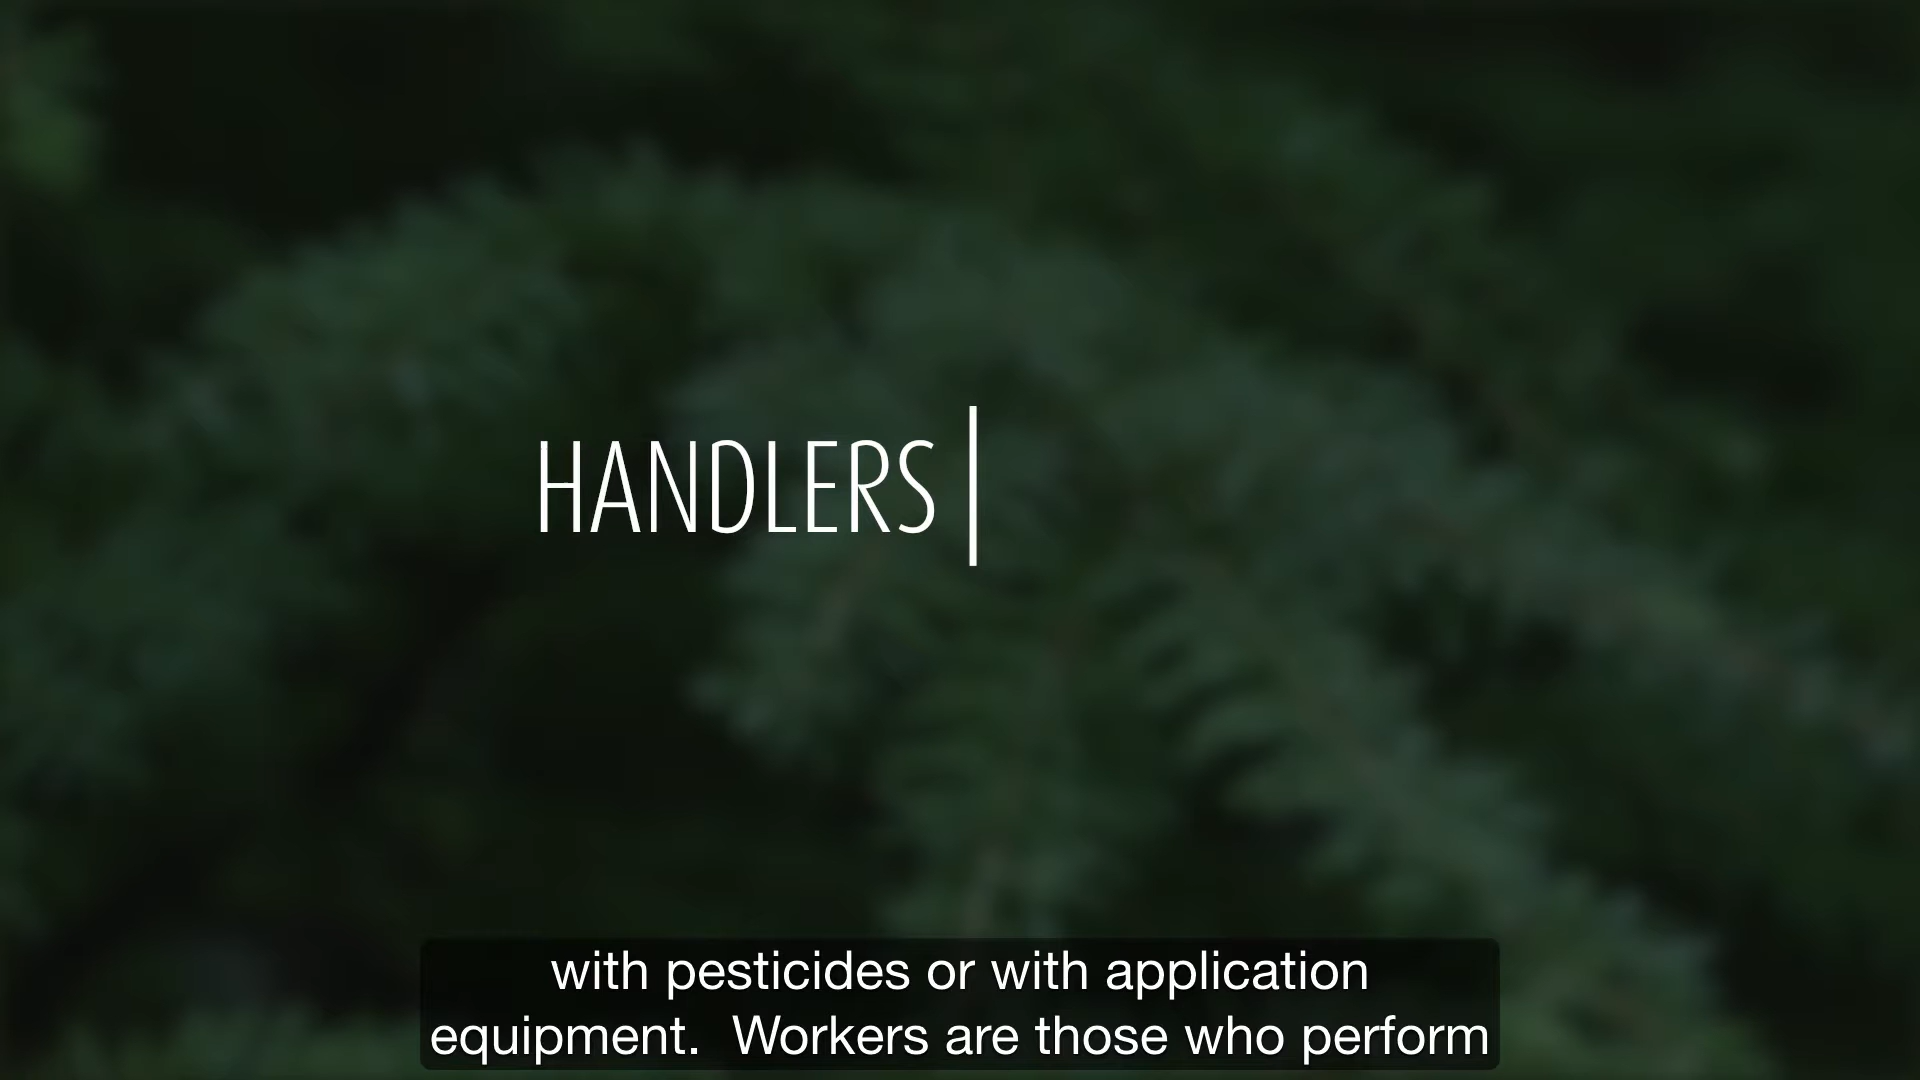 HANDLERS
with pesticides or with application
equipment.  Workers are those who perform